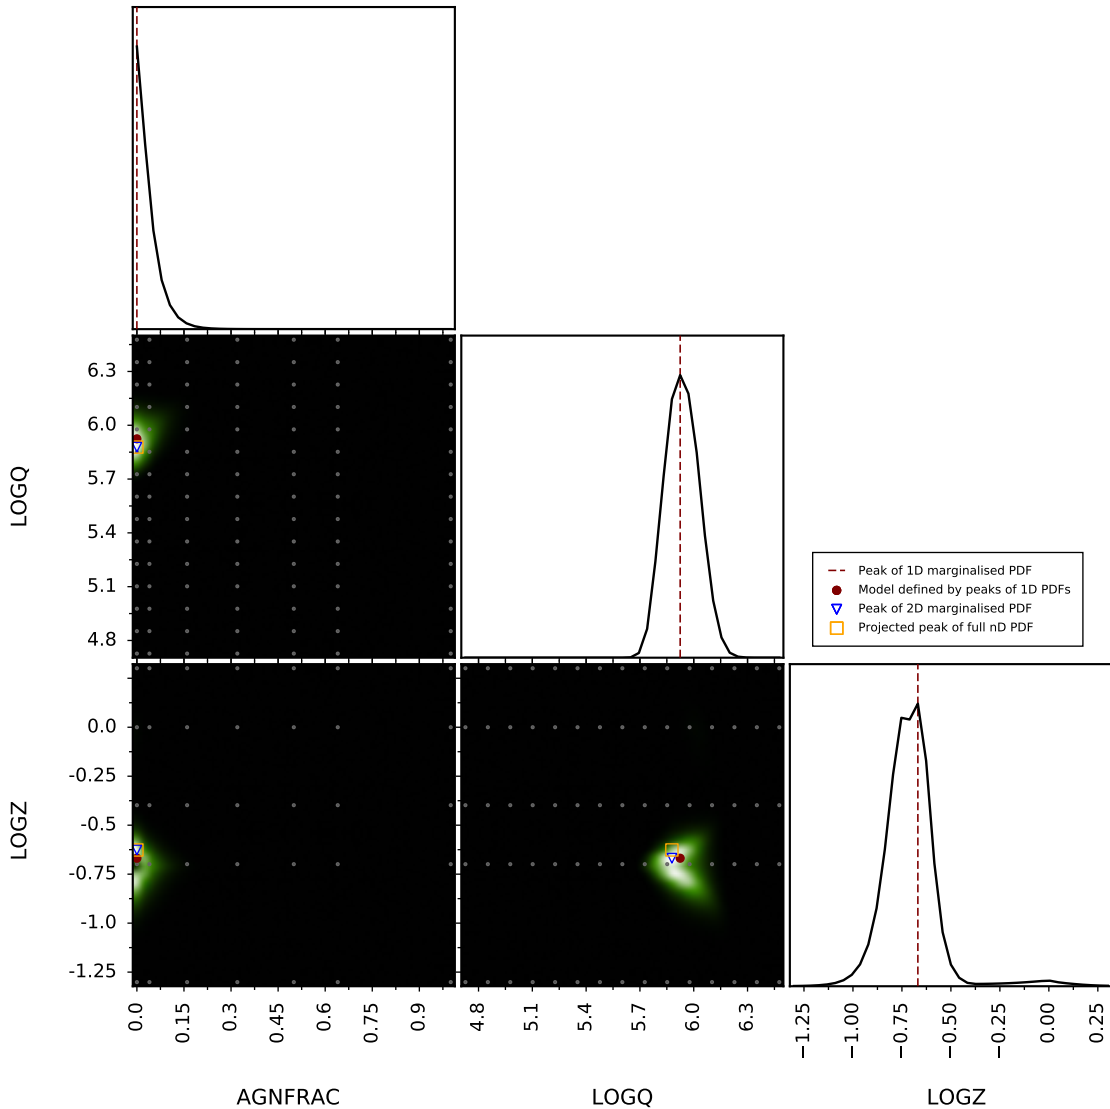 6.3
6.0
5.7
5.4
5.1
4.8
LOGQ
Peak of 1D marginalised PDF
Model defined by peaks of 1D PDFs
Peak of 2D marginalised PDF
Projected peak of full nD PDF
0.0
-0.25
-0.5
-0.75
-1.0
-1.25
LOGZ
0.0 0.15 0.3 0.45 0.6 0.75 0.9
4.8 5.1 5.4 5.7 6.0 6.3
−1.25 −1.00 −0.75 −0.50 −0.25 0.00 0.25
AGNFRAC LOGQ LOGZ